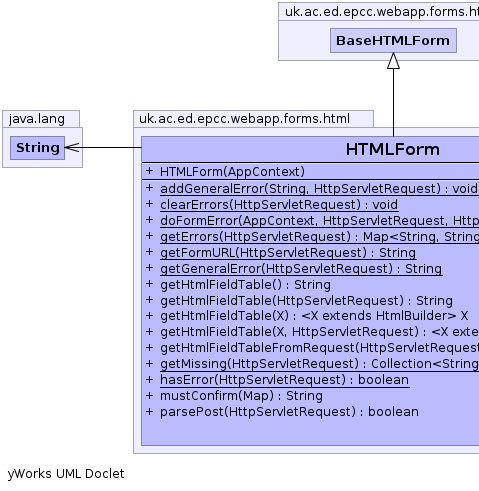 uk.ac.ed.epcc.webapp.forms.ht
BaseHTMLForm
java.lang
String
uk.ac.ed.epcc.webapp.forms.html
HTMLForm
+ HTMLForm(AppContext)
+ addGeneralError(String, HttpServletRequest) : void
+ clearErrors(HttpServletRequest) : void
+ doFormError(AppContext, HttpServletRequest, Http
+ getErrors(HttpServletRequest) : Map<String, String
+ getFormURL(HttpServletRequest) : String
+ getGeneralError(HttpServletRequest) : String
+ getHtmlFieldTable() : String
+ getHtmlFieldTable(HttpServletRequest) : String
+ getHtmlFieldTable(X) : <X extends HtmlBuilder> X
+ getHtmlFieldTable(X, HttpServletRequest) : <X exte
+ getHtmlFieldTableFromRequest(HttpServletRequest
+ getMissing(HttpServletRequest) : Collection<String
+ hasError(HttpServletRequest) : boolean
+ mustConfirm(Map) : String
+ parsePost(HttpServletRequest) : boolean
yWorks UML Doclet